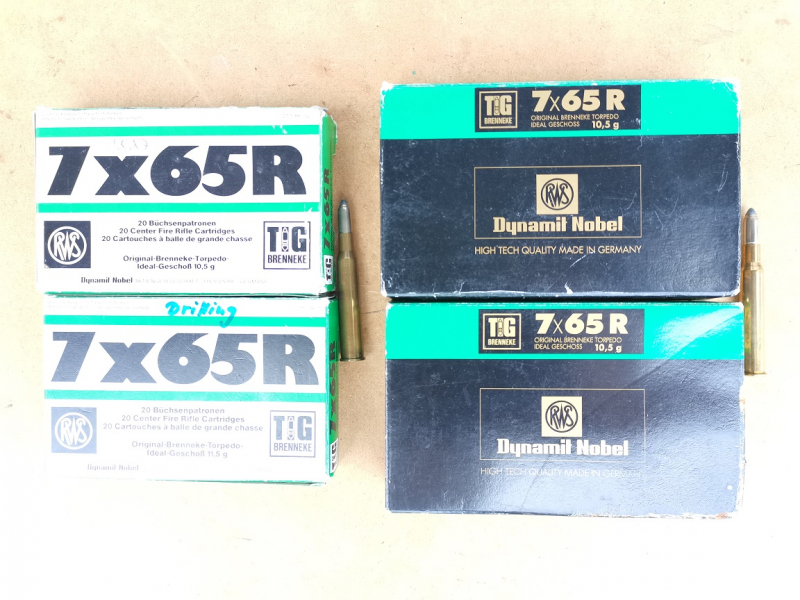 7x65R
20 Büchsenpatronen
20 Center Fire Rifle Cartridges
20 Cartouches à balle de grande chasse
RWS
TIG
BRENNEKE
Original-Brenneke-Torpedo-
Ideal-Geschoß 10,5 g
Dynamit Nobel
7x65R
TIG
Drilling
7x65R
20 Büchsenpatronen
20 Center Fire Rifle Cartridges
20 Cartouches à balle de grande chasse
RWS
TIG
BRENNEKE
Original-Brenneke-Torpedo-
Ideal-Geschoß 11,5 g
Dynamit Nobel
7x65R
TIG
TIG
BRENNEKE
7x65 R
ORIGINAL BRENNEKE TORPEDO
IDEAL GESCHOSS 10,5 g
RWS
Dynamit Nobel
HIGH TECH QUALITY MADE IN GERMANY
TIG
BRENNEKE
7x65 R
ORIGINAL BRENNEKE TORPEDO
IDEAL GESCHOSS 10,5 g
RWS
Dynamit Nobel
HIGH TECH QUALITY MADE IN GERMANY